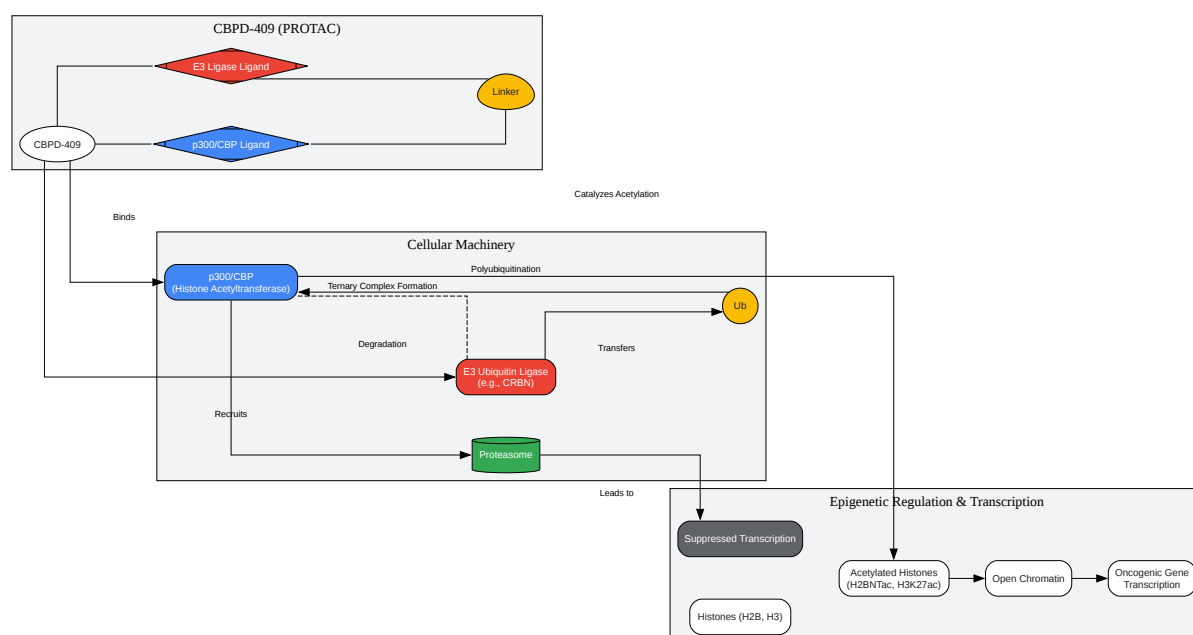 CBPD-409 (PROTAC)
E3 Ligase Ligand
Linker
CBPD-409
p300/CBP Ligand
Catalyzes Acetylation
Binds
Cellular Machinery
Polyubiquitination
p300/CBP
(Histone Acetyltransferase)
Ternary Complex Formation
Ub
Degradation
Transfers
E3 Ubiquitin Ligase
(e.g., CRBN)
Recruits
Proteasome
Leads to
Epigenetic Regulation & Transcription
Suppressed Transcription
Acetylated Histones
(H2BNTac, H3K27ac)
Open Chromatin
Oncogenic Gene
Transcription
Histones (H2B, H3)